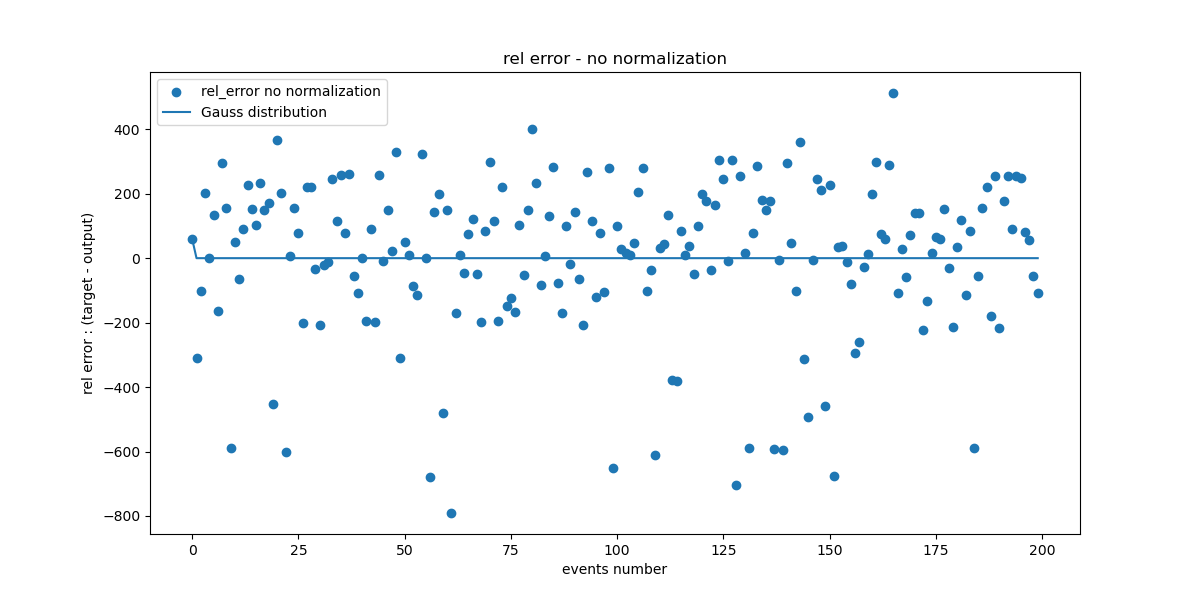 rel error - no normalization
rel_error no normalization
Gauss distribution
400
200
0
−200
−400
−600
−800
rel error : (target - output)
0 25 50 75 100 125 150 175 200
events number